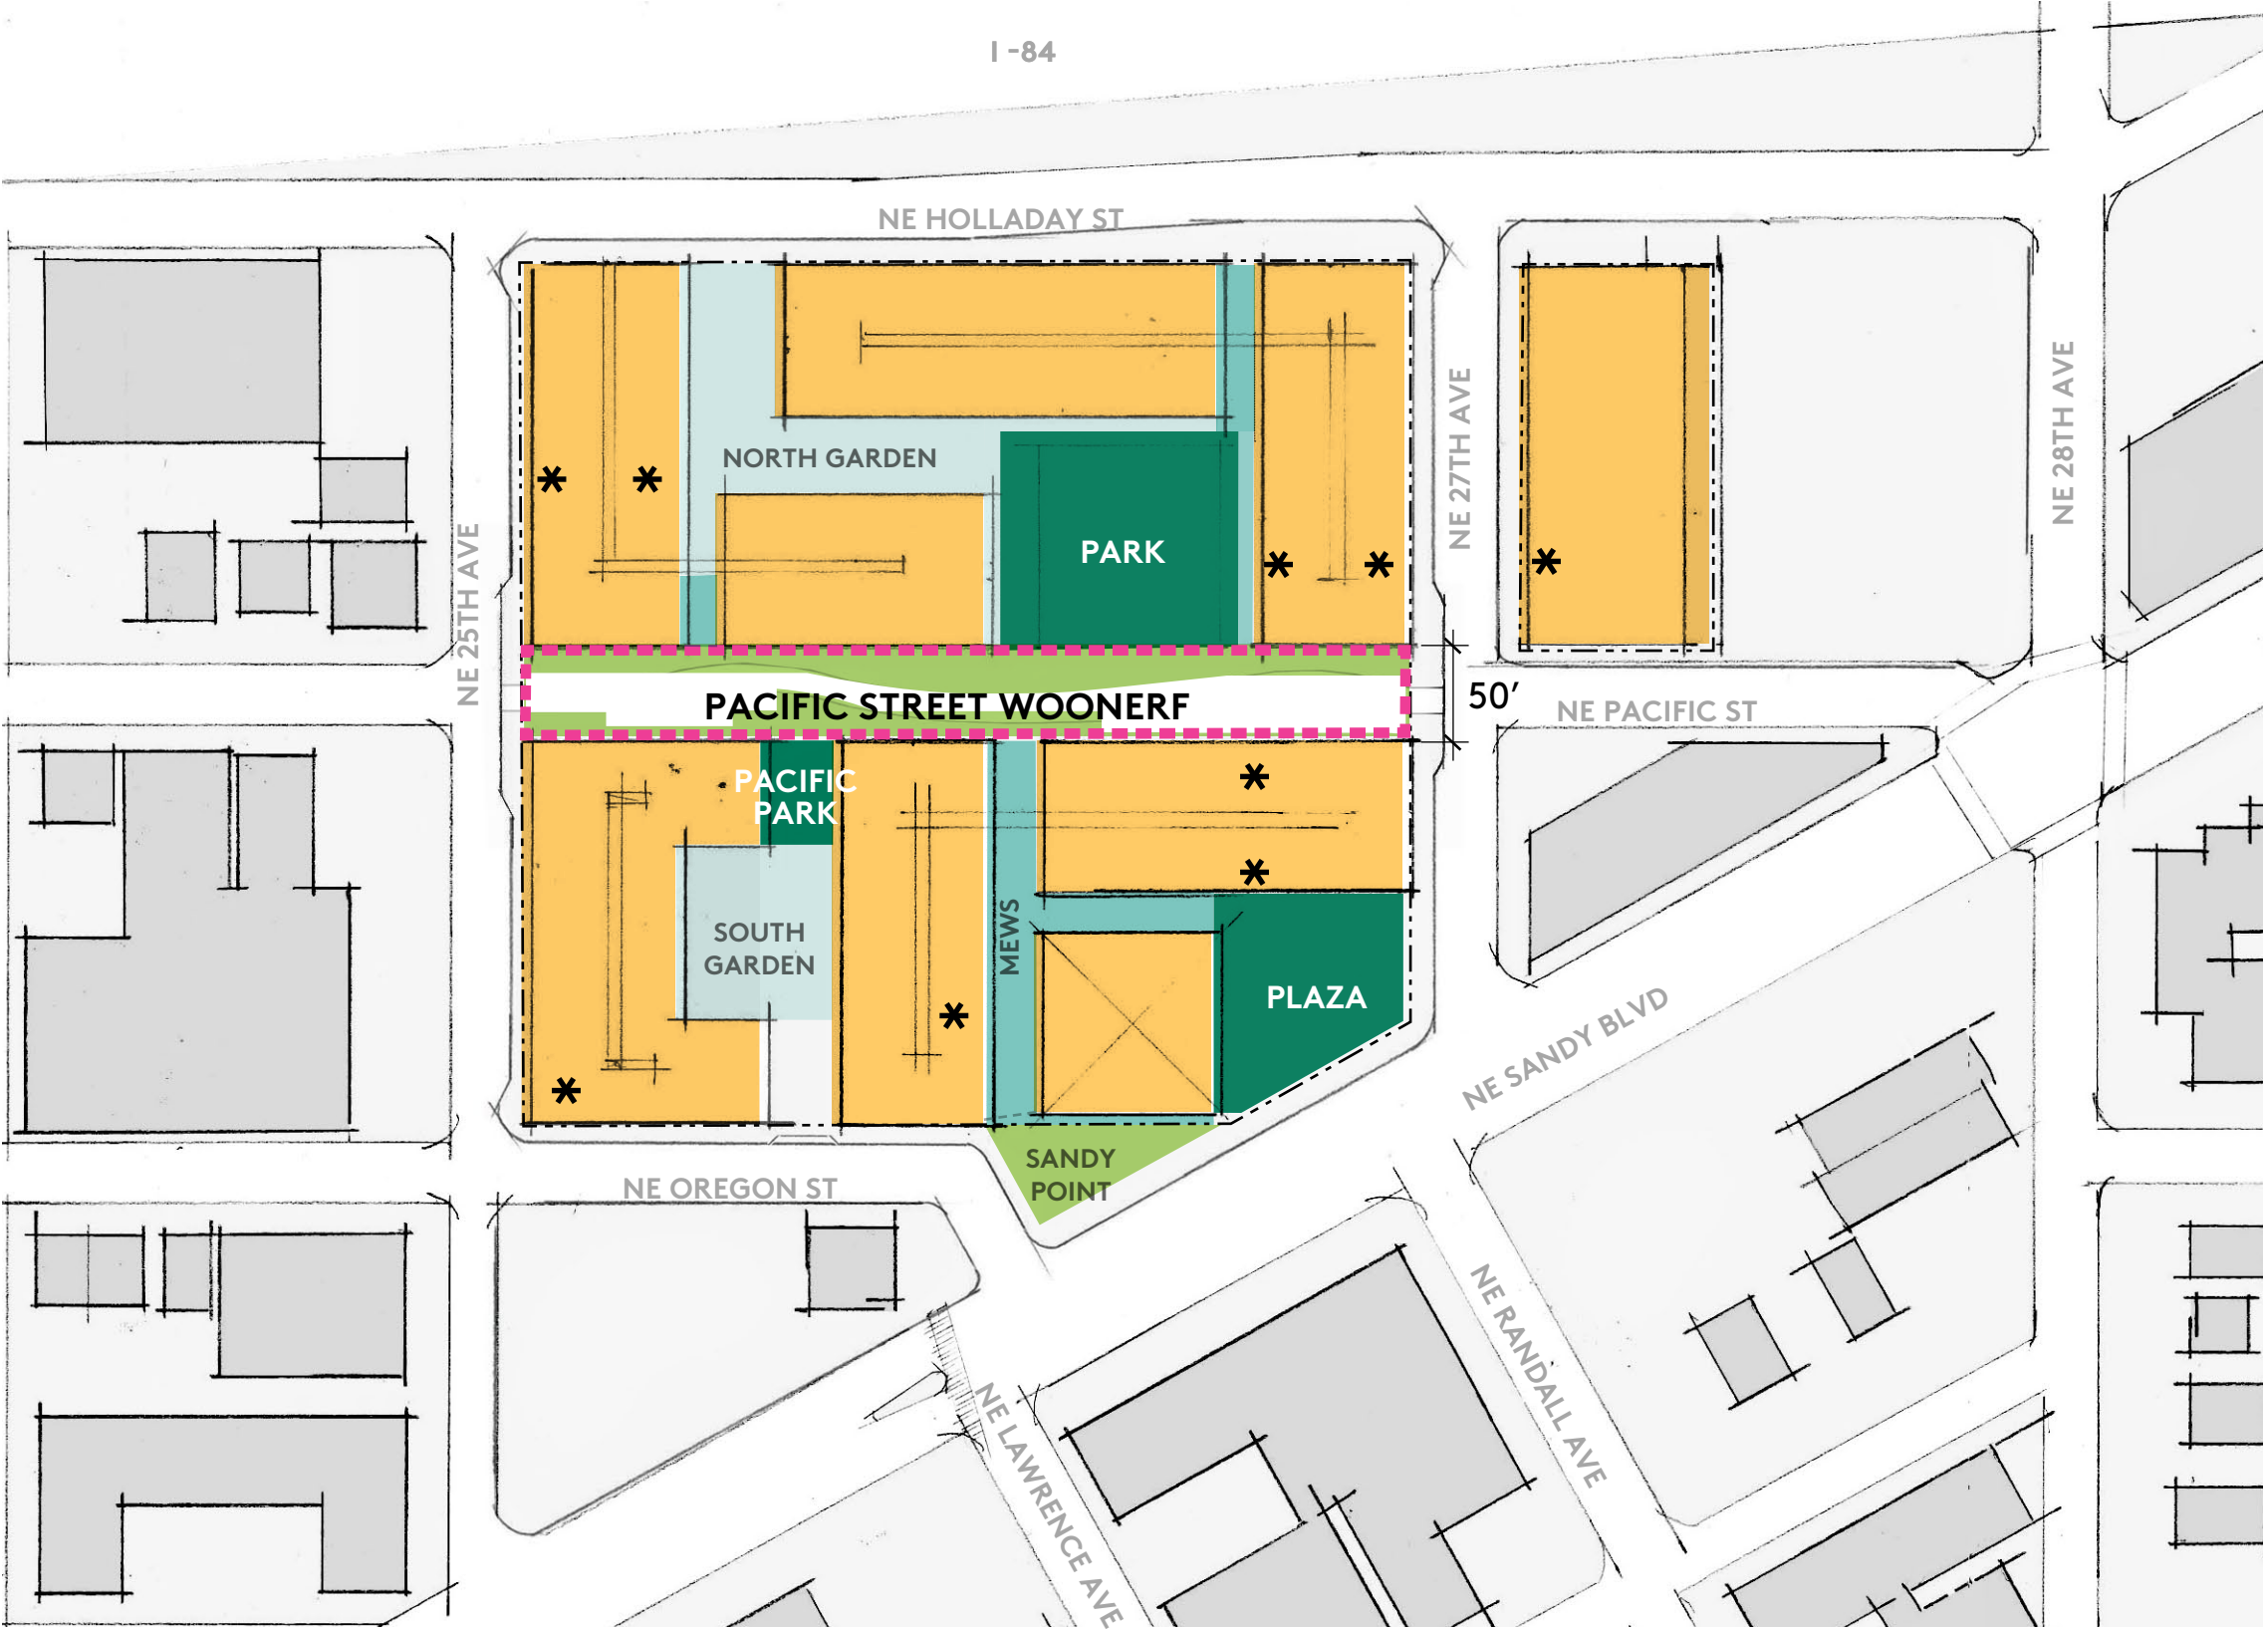 I-84
NE HOLLADAY ST
NORTH GARDEN
PARK
NE 25TH AVE
NE 27TH AVE
NE 28TH AVE
*
*
*
*
*
PACIFIC STREET WOONERF
50'
NE PACIFIC ST
PACIFIC
PARK
*
*
SOUTH
GARDEN
MEWS
PLAZA
*
*
NE SANDY BLVD
SANDY
POINT
NE OREGON ST
NE LAWRENCE AVE
NE RANDALL AVE